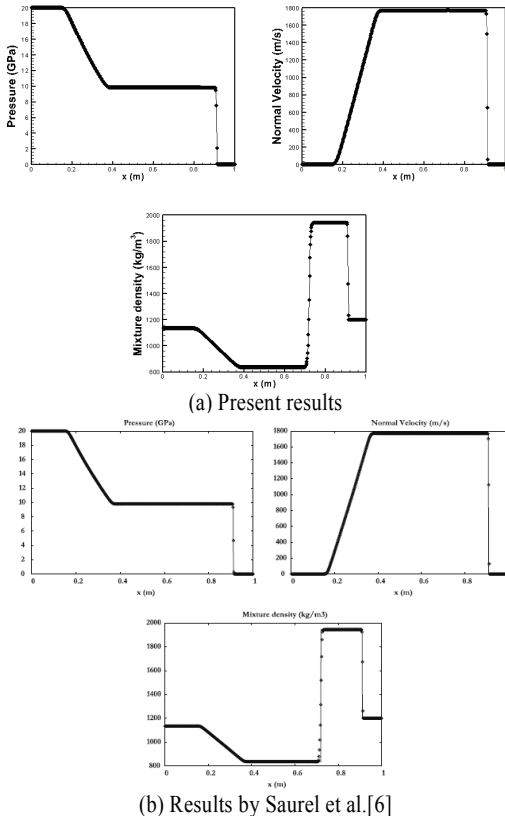 Pressure (GPa)
20
18
16
14
12
10
8
6
4
2
0
0 0.2 0.4 0.6 0.8 1
x (m)
Normal Velocity (m/s)
1800
1600
1400
1200
1000
800
600
400
200
0
0 0.2 0.4 0.6 0.8 1
x (m)
Mixture density (kg/m³)
2000
1800
1600
1400
1200
1000
800
0 0.2 0.4 0.6 0.8 1
x (m)
(a) Present results
Pressure (GPa)
20
18
16
14
12
10
8
6
4
2
0
0 0.2 0.4 0.6 0.8 1
x (m)
Normal Velocity (m/s)
1800
1600
1400
1200
1000
800
600
400
200
0
0 0.2 0.4 0.6 0.8 1
x (m)
Mixture density (kg/m3)
2000
1800
1600
1400
1200
1000
800
0 0.2 0.4 0.6 0.8 1
x (m)
(b) Results by Saurel et al.[6]